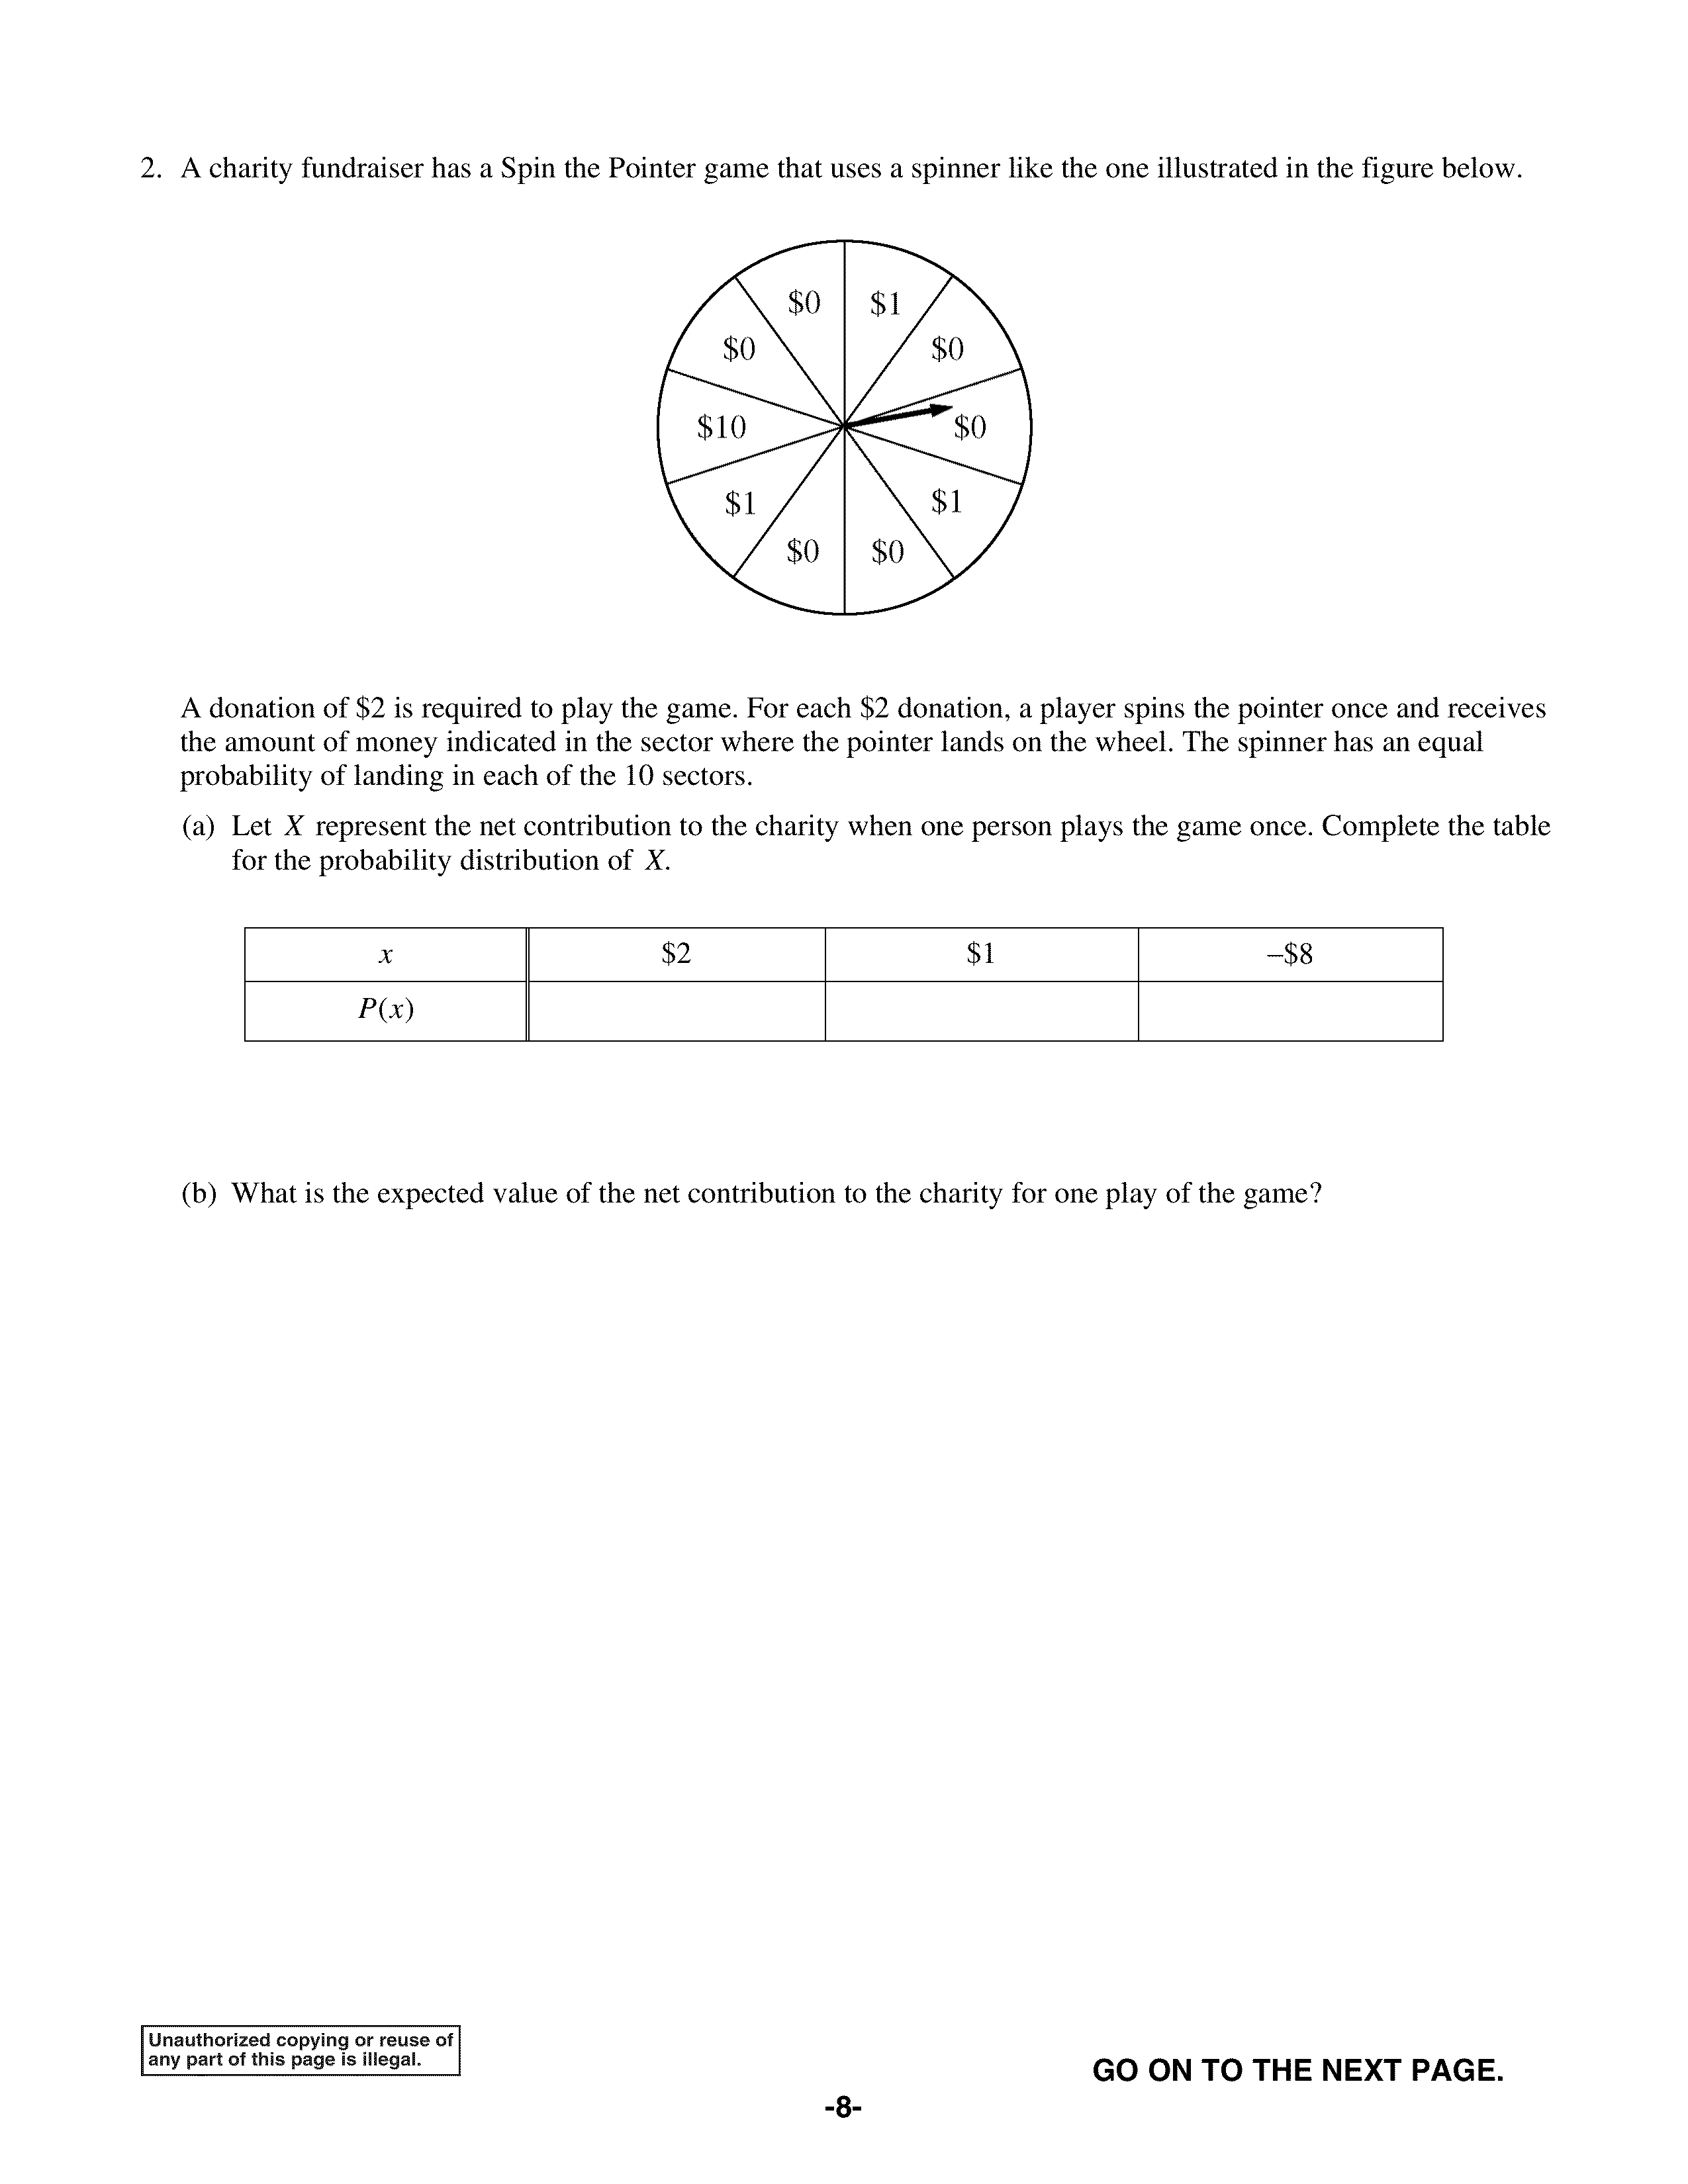 2. A charity fundraiser has a Spin the Pointer game that uses a spinner like the one illustrated in the figure below.
$0 $1
$0 $0
$10 $0
$1 $1
$0 $0
A donation of $2 is required to play the game. For each $2 donation, a player spins the pointer once and receives
the amount of money indicated in the sector where the pointer lands on the wheel. The spinner has an equal
probability of landing in each of the 10 sectors.
(a) Let X represent the net contribution to the charity when one person plays the game once. Complete the table
for the probability distribution of X.
x $2 $1 –$8
P(x)
(b) What is the expected value of the net contribution to the charity for one play of the game?
Unauthorized copying or reuse of
any part of this page is illegal.
GO ON TO THE NEXT PAGE.
-8-